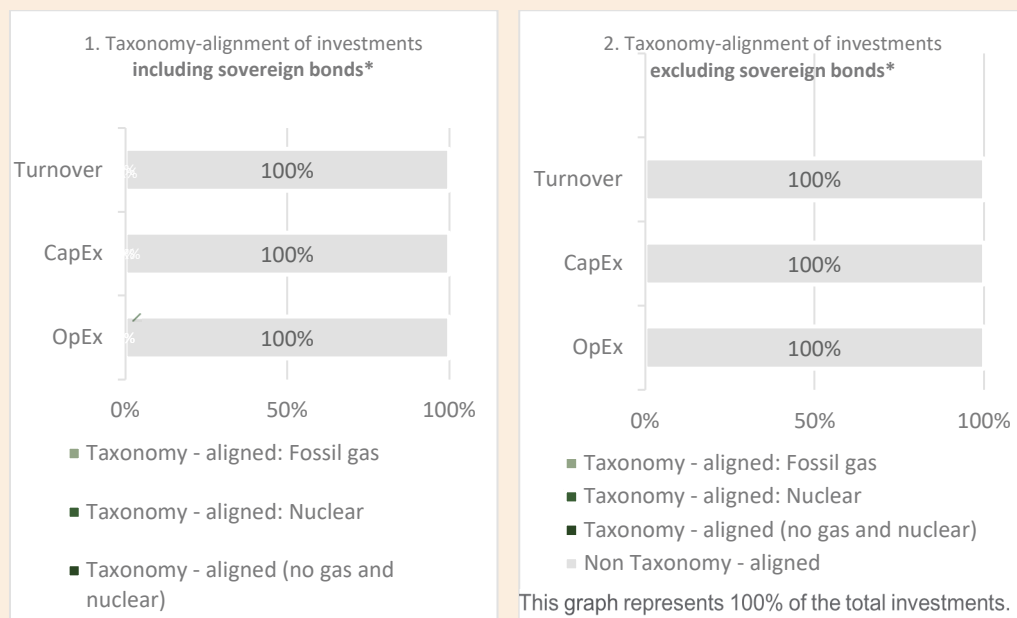 1. Taxonomy-alignment of investments
including sovereign bonds*
Turnover
100%
CapEx
100%
OpEx
100%
0%
50%
100%
Taxonomy - aligned: Fossil gas
Taxonomy - aligned: Nuclear
Taxonomy - aligned (no gas and
nuclear)
2. Taxonomy-alignment of investments
excluding sovereign bonds*
Turnover
100%
CapEx
100%
OpEx
100%
0%
50%
100%
Taxonomy - aligned: Fossil gas
Taxonomy - aligned: Nuclear
Taxonomy - aligned (no gas and nuclear)
Non Taxonomy - aligned
This graph represents 100% of the total investments.